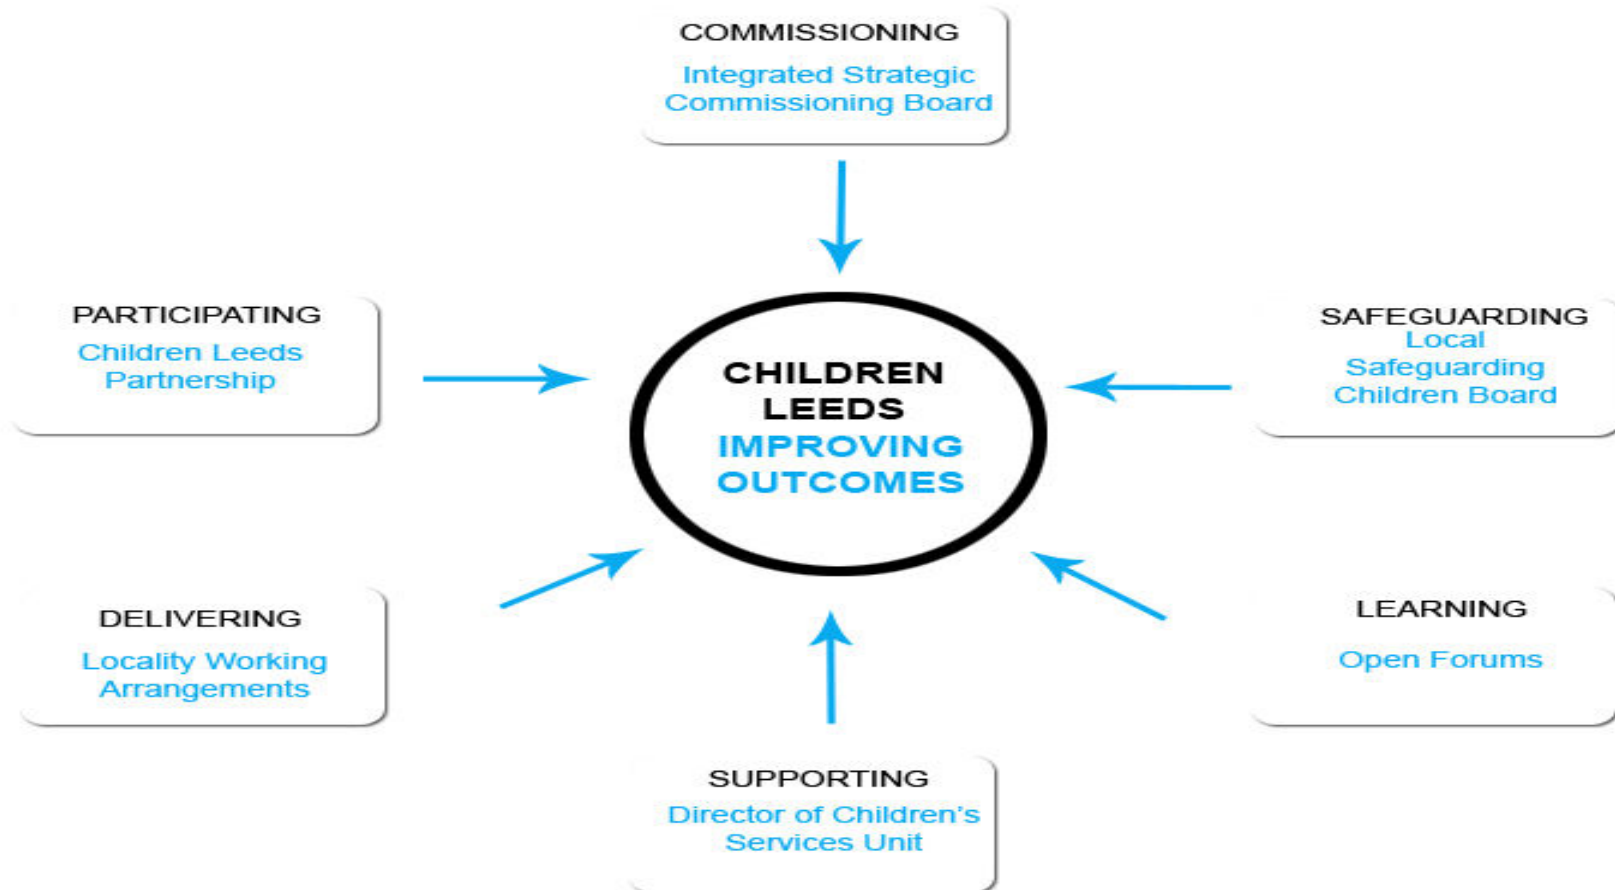 COMMISSIONING
Integrated Strategic
Commissioning Board
PARTICIPATING
Children Leeds
Partnership
SAFEGUARDING
Local
Safeguarding
Children Board
CHILDREN
LEEDS
IMPROVING
OUTCOMES
DELIVERING
Locality Working
Arrangements
LEARNING
Open Forums
SUPPORTING
Director of Children’s
Services Unit